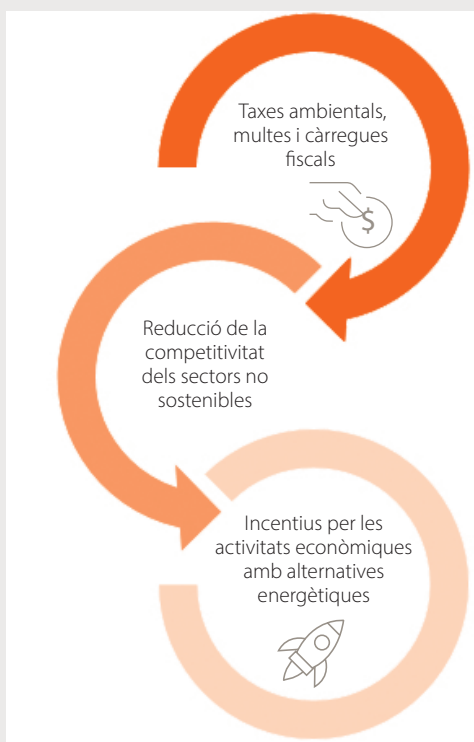 Taxes ambientals,
multes i càrregues
fiscals
$
Reducció de la
competitivitat
dels sectors no
sostenibles
Incentius per les
activitats econòmiques
amb alternatives
energètiques